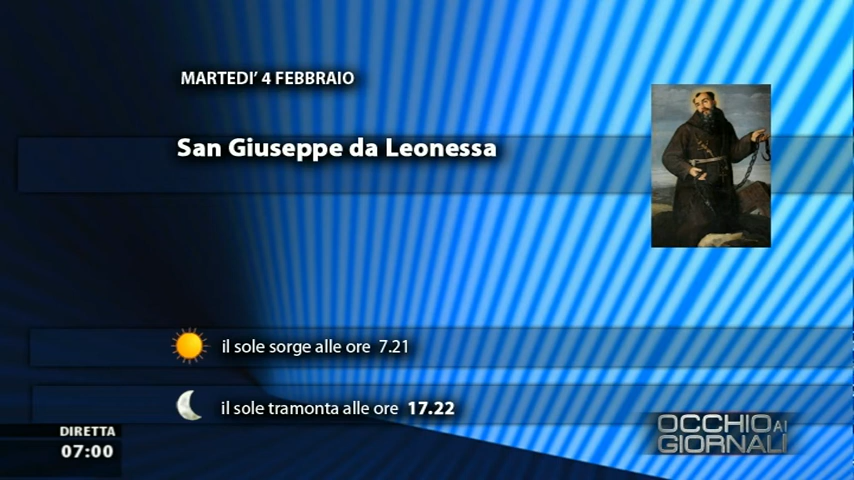 MARTEDI’ 4 FEBBRAIO
San Giuseppe da Leonessa
il sole sorge alle ore 7.21
il sole tramonta alle ore 17.22
DIRETTA
07:00
OCCHIO AI
GIORNALI